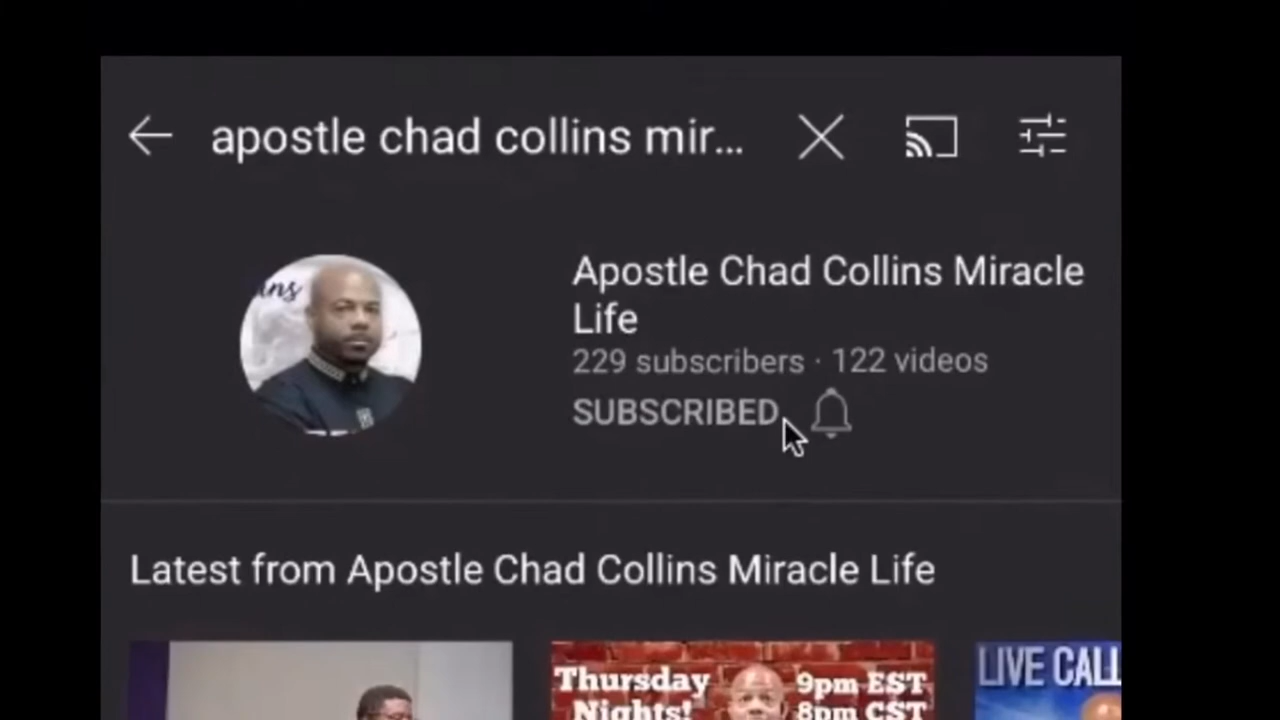 apostle chad collins mir...
ins
Apostle Chad Collins Miracle
Life
229 subscribers · 122 videos
SUBSCRIBED
Latest from Apostle Chad Collins Miracle Life
Thursday
Nights!
9pm EST
8pm CST
LIVE CALL